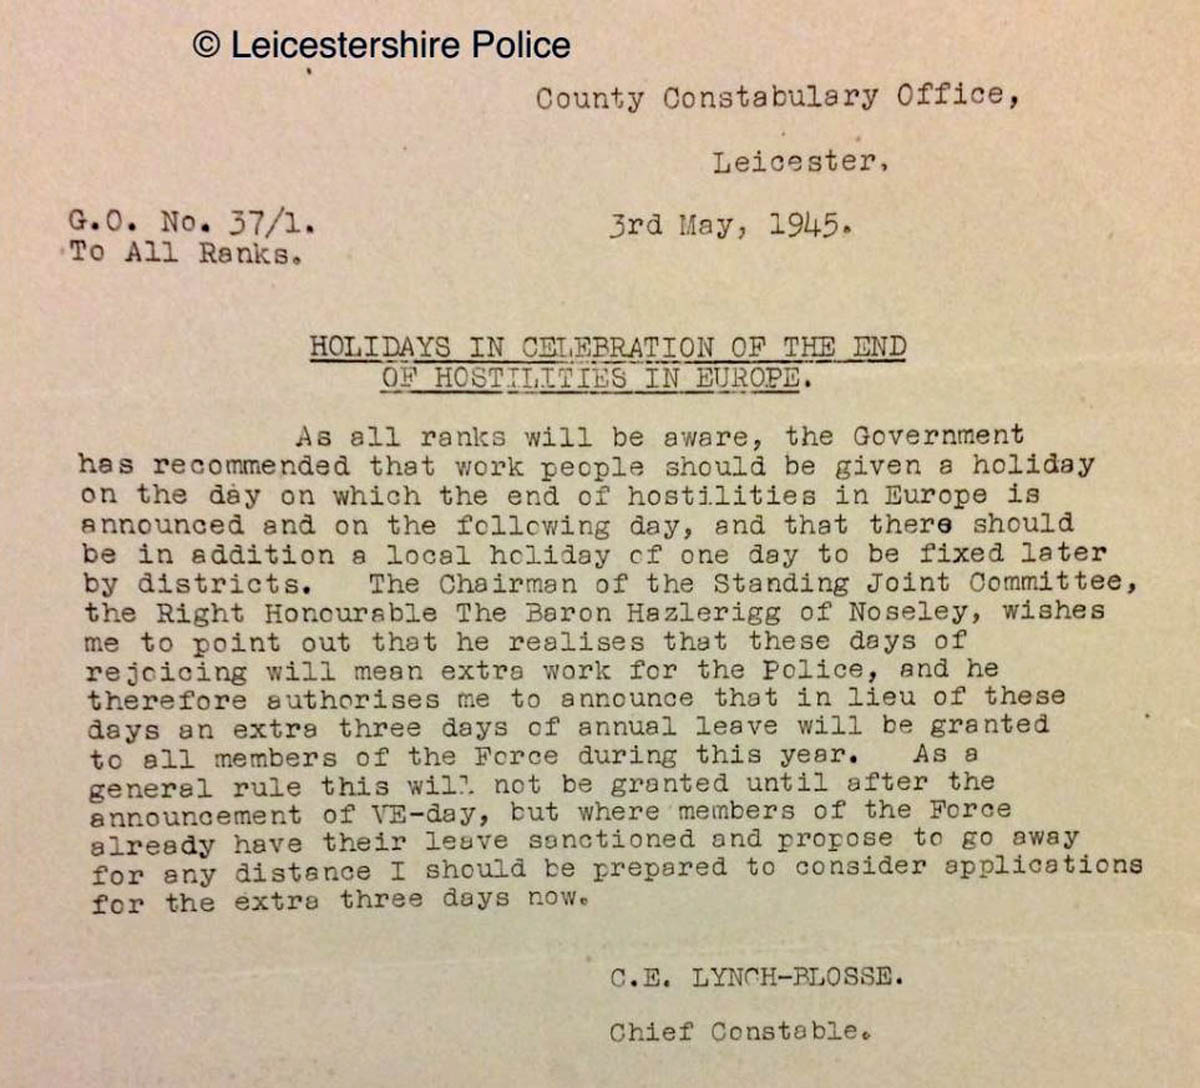 © Leicestershire Police
County Constabulary Office,
Leicester,
G.O. No. 37/1.
3rd May, 1945.
To All Ranks.
HOLIDAYS IN CELEBRATION OF THE END
OF HOSTILITIES IN EUROPE.
As all ranks will be aware, the Government
has recommended that work people should be given a holiday
on the day on which the end of hostilities in Europe is
announced and on the following day, and that there should
be in addition a local holiday of one day to be fixed later
by districts. The Chairman of the Standing Joint Committee,
the Right Honourable The Baron Hazlerigg of Noseley, wishes
me to point out that he realises that these days of
rejoicing will mean extra work for the Police, and he
therefore authorises me to announce that in lieu of these
days an extra three days of annual leave will be granted
to all members of the Force during this year. As a
general rule this will not be granted until after the
announcement of VE-day, but where members of the Force
already have their leave sanctioned and propose to go away
for any distance I should be prepared to consider applications
for the extra three days now.
C.E. LYNCH-BLOSSE.
Chief Constable.